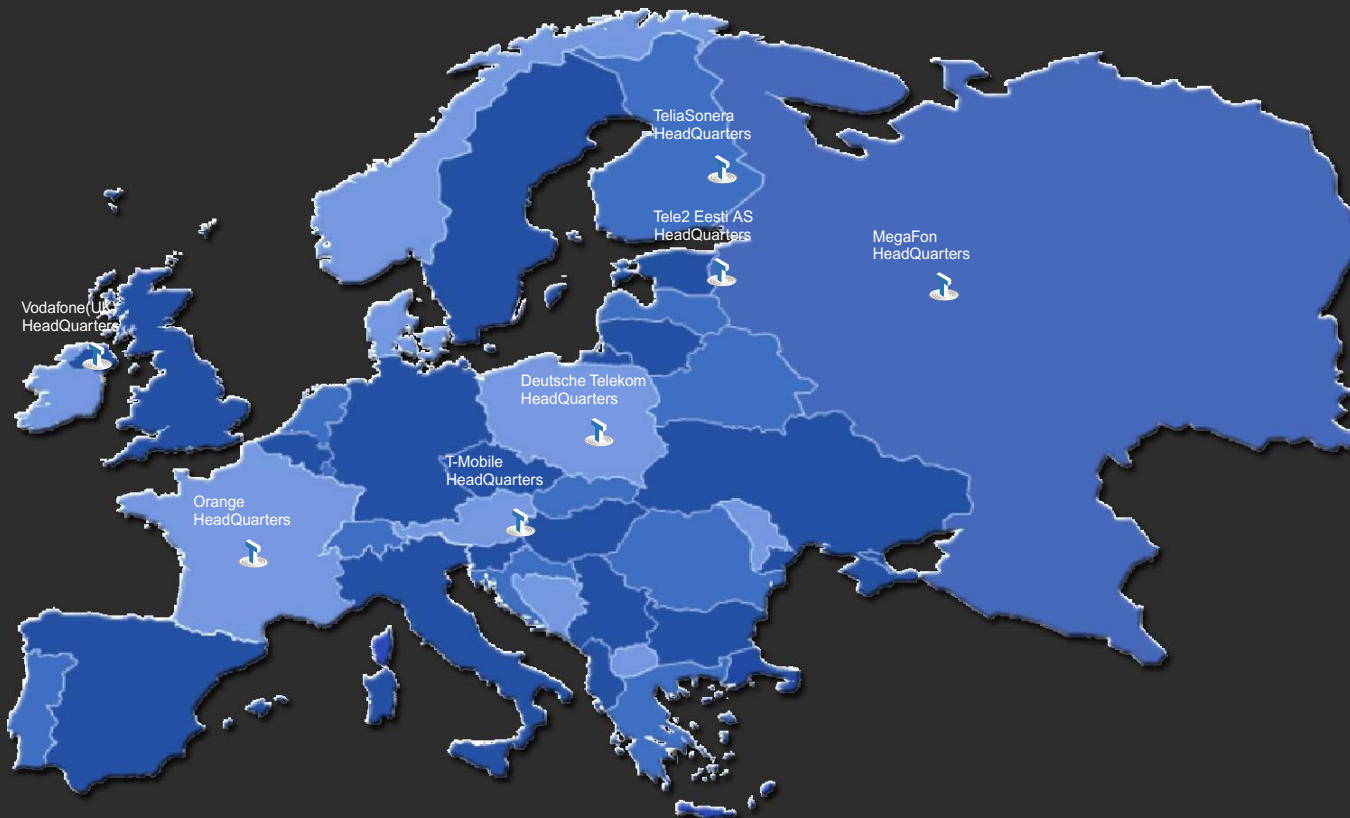 TeliaSonera
HeadQuarters
Tele2 Eesti AS
HeadQuarters
MegaFon
HeadQuarters
Vodafone(UK)
HeadQuarters
Deutsche Telekom
HeadQuarters
T-Mobile
HeadQuarters
Orange
HeadQuarters